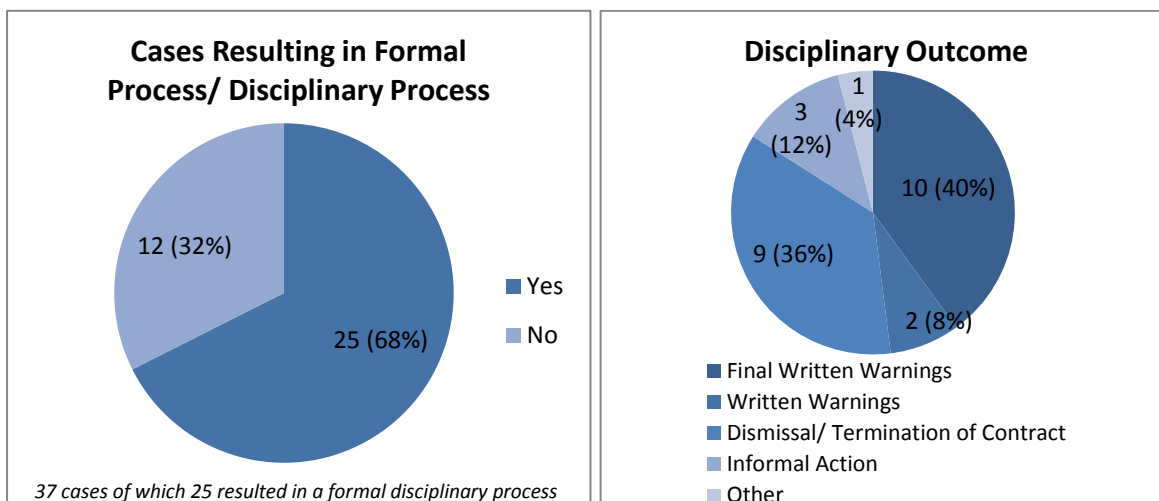 Cases Resulting in Formal
Process/ Disciplinary Process
12 (32%)
25 (68%)
Yes
No
37 cases of which 25 resulted in a formal disciplinary process
Disciplinary Outcome
1
(4%)
3
(12%)
10 (40%)
9 (36%)
2 (8%)
Final Written Warnings
Written Warnings
Dismissal/ Termination of Contract
Informal Action
Other